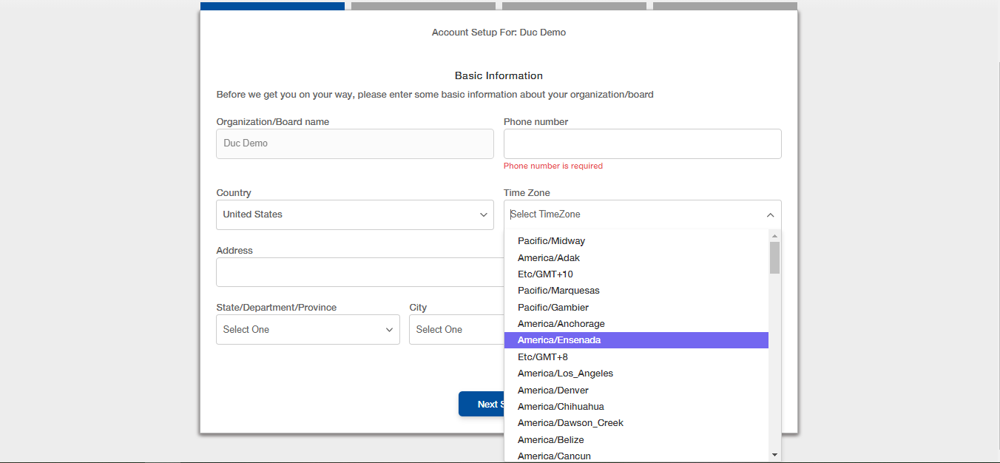 Account Setup For: Duc Demo
Basic Information
Before we get you on your way, please enter some basic information about your organization/board
Organization/Board name
Phone number
Duc Demo
Phone number is required
Country
Time Zone
United States
Select TimeZone
Address
State/Department/Province
City
Select One
Select One
Next
Pacific/Midway
America/Adak
Etc/GMT+10
Pacific/Marquesas
Pacific/Gambier
America/Anchorage
America/Ensenada
Etc/GMT+8
America/Los_Angeles
America/Denver
America/Chihuahua
America/Dawson_Creek
America/Belize
America/Cancun